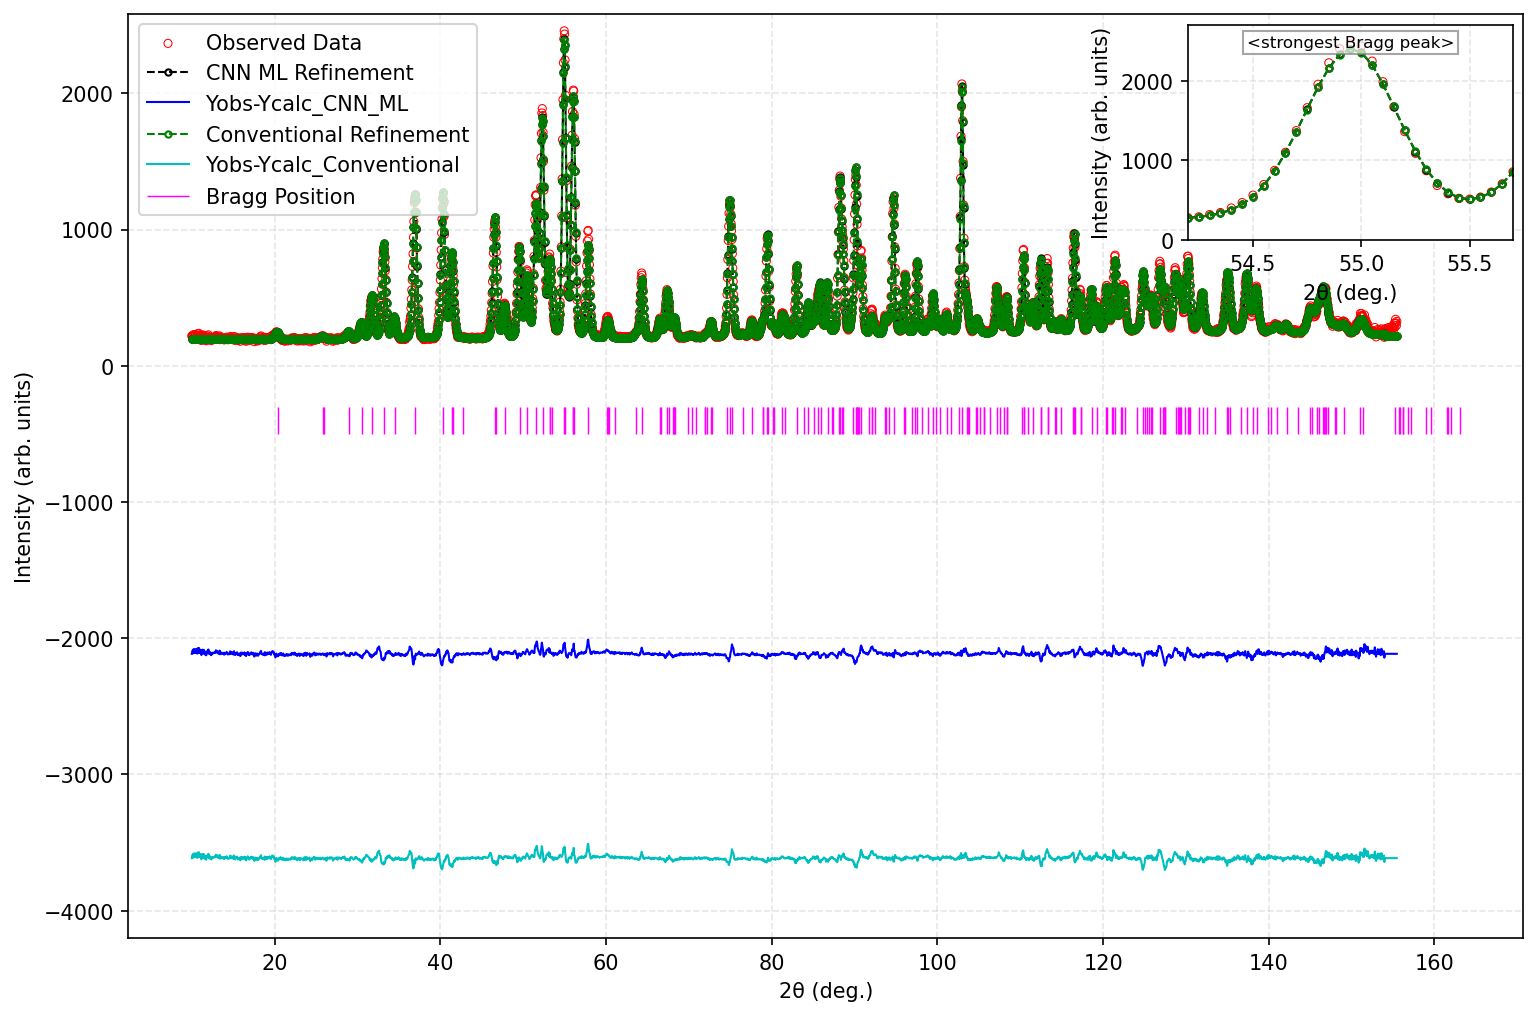 Observed Data
CNN ML Refinement
Yobs-Ycalc_CNN_ML
Conventional Refinement
Yobs-Ycalc_Conventional
Bragg Position
<strongest Bragg peak>
Intensity (arb. units)
2000
1000
0
54.5
55.0
55.5
2θ (deg.)
Intensity (arb. units)
2000
1000
0
−1000
−2000
−3000
−4000
20
40
60
80
100
120
140
160
2θ (deg.)